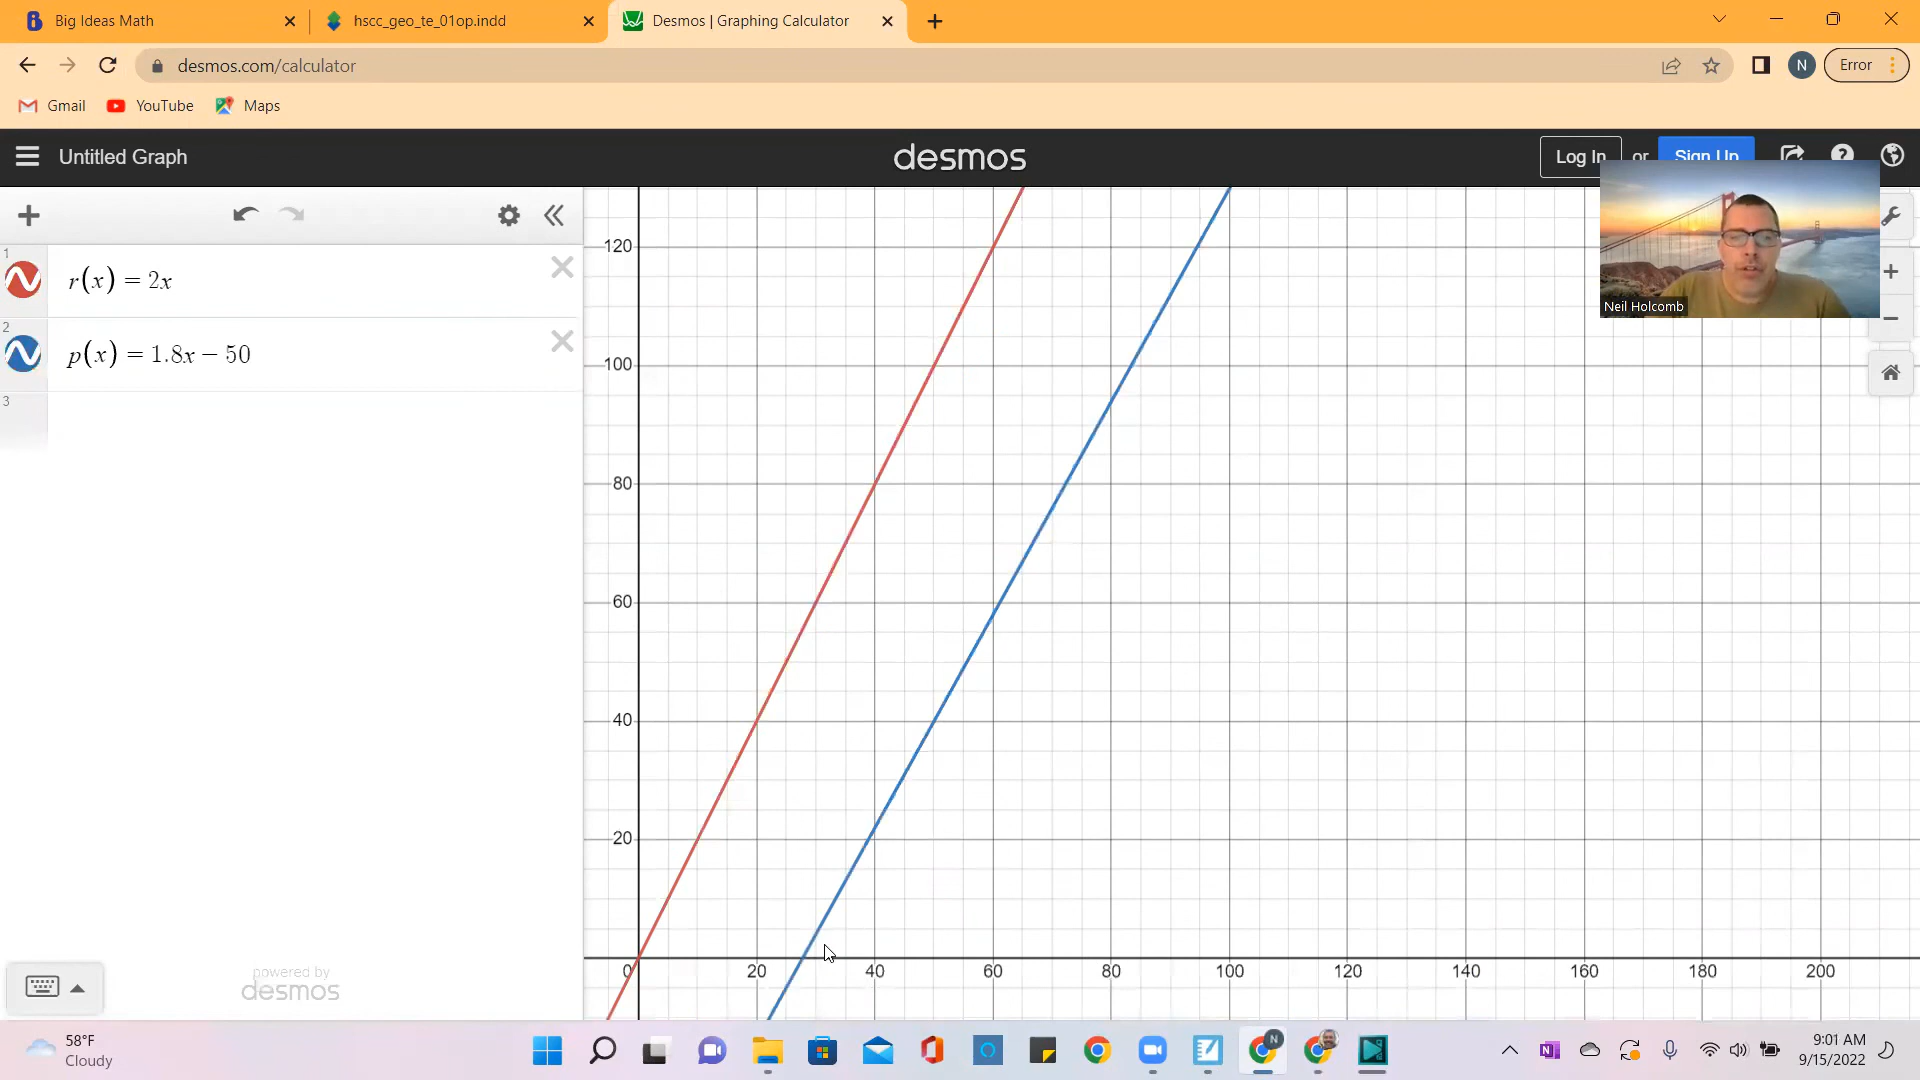 Big Ideas Math
hscc_geo_te_01op.indd
Desmos | Graphing Calculator
desmos.com/calculator
N
Error
Gmail
YouTube
Maps
Untitled Graph
desmos
Log In
or
Sign Up
Neil Holcomb
1
r(x) = 2x
2
p(x) = 1.8x − 50
3
120
100
80
60
40
20
0
20
40
60
80
100
120
140
160
180
200
powered by
desmos
58°F
Cloudy
9:01 AM
9/15/2022